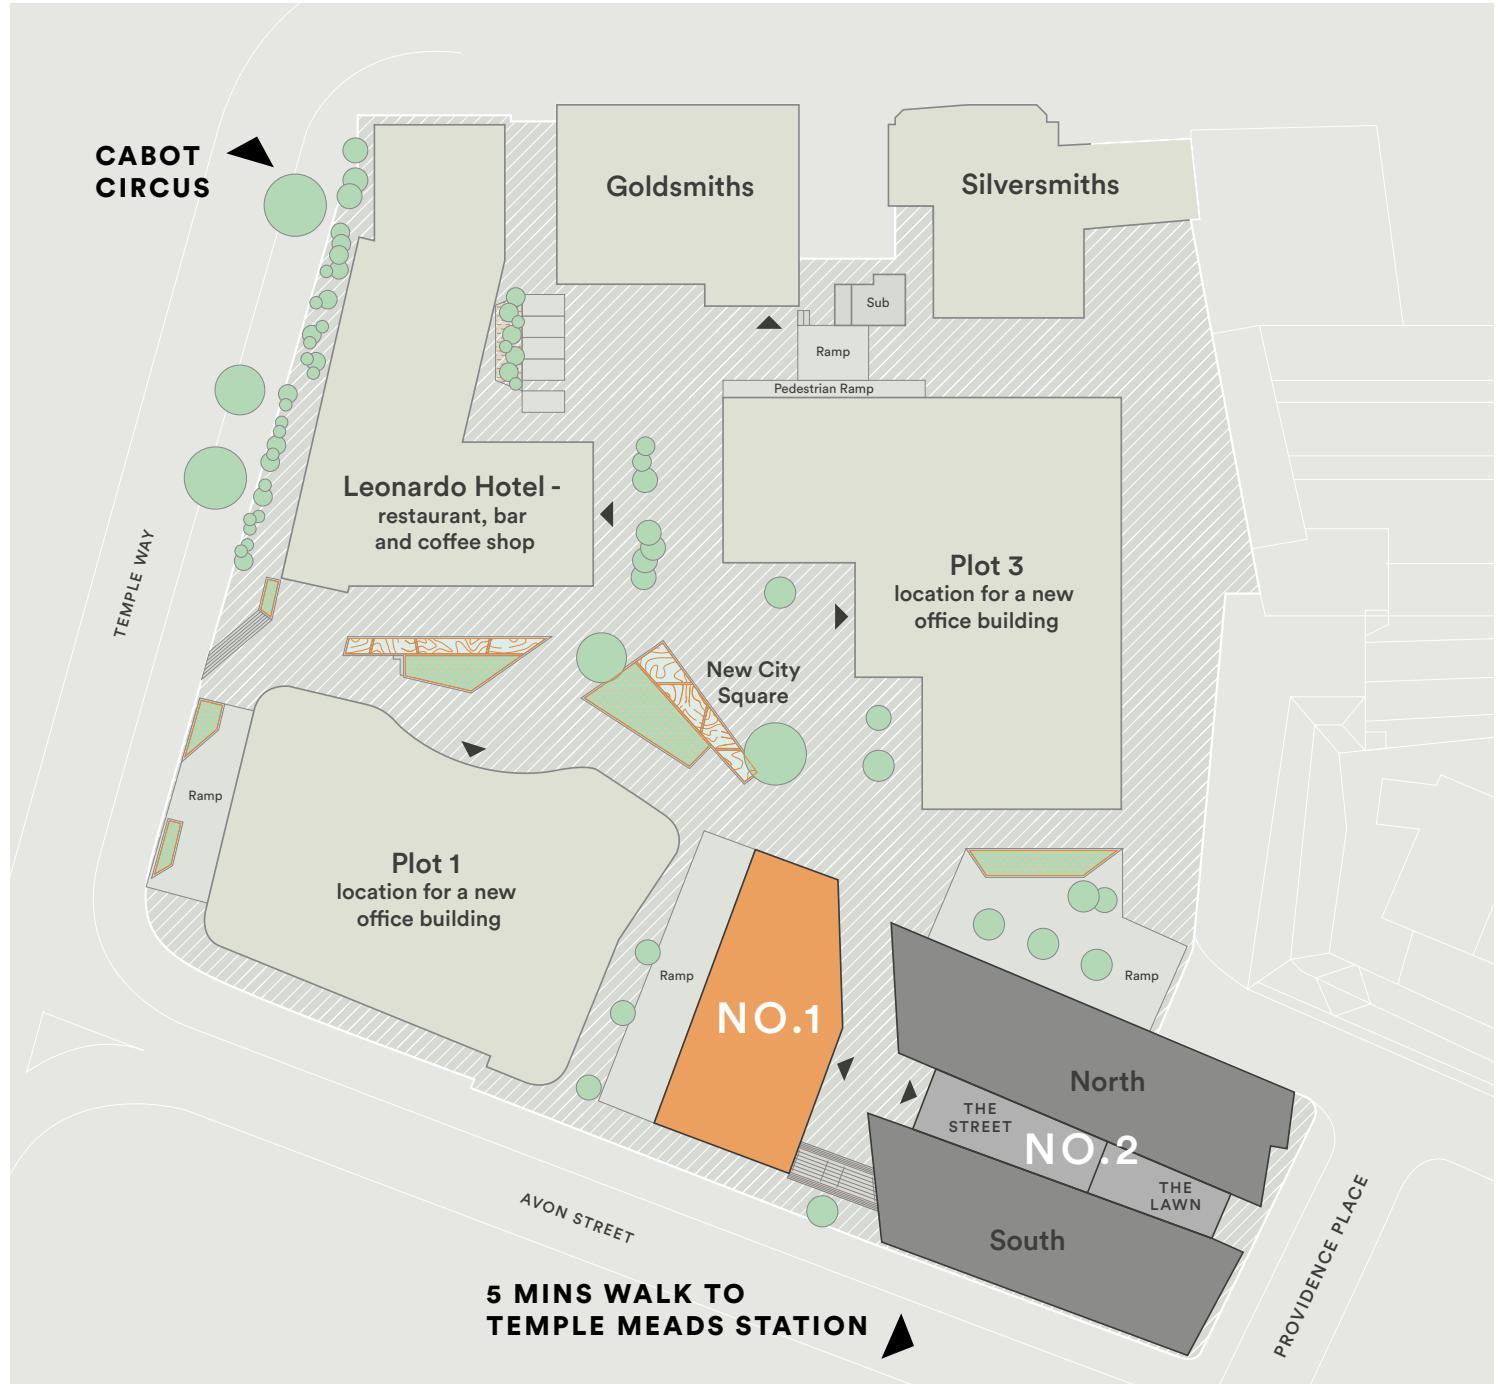 CABOT
CIRCUS
Goldsmiths
Silversmiths
Sub
Ramp
Pedestrian Ramp
Leonardo Hotel -
restaurant, bar
and coffee shop
TEMPLE WAY
Plot 3
location for a new
office building
New City
Square
Ramp
Plot 1
location for a new
office building
Ramp
NO.1
Ramp
North
THE
STREET
NO.2
THE
LAWN
South
AVON STREET
PROVIDENCE PLACE
5 MINS WALK TO
TEMPLE MEADS STATION